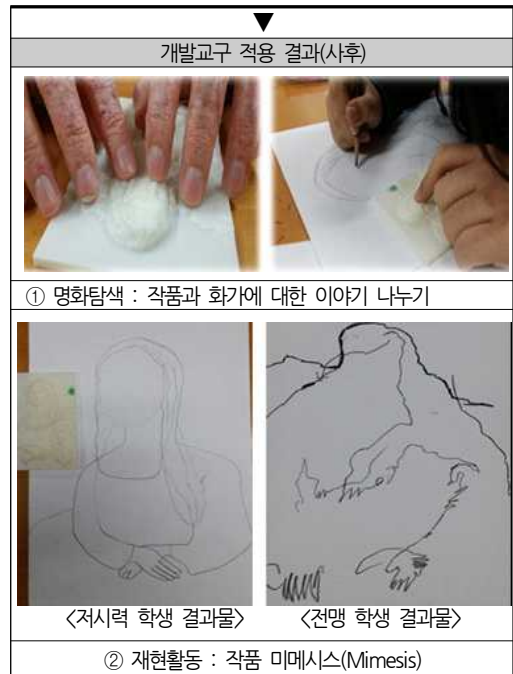 ▼
개발교구 적용 결과(사후)
① 명화탐색 : 작품과 화가에 대한 이야기 나누기
<저시력 학생 결과물> <전맹 학생 결과물>
② 재현활동 : 작품 미메시스(Mimesis)